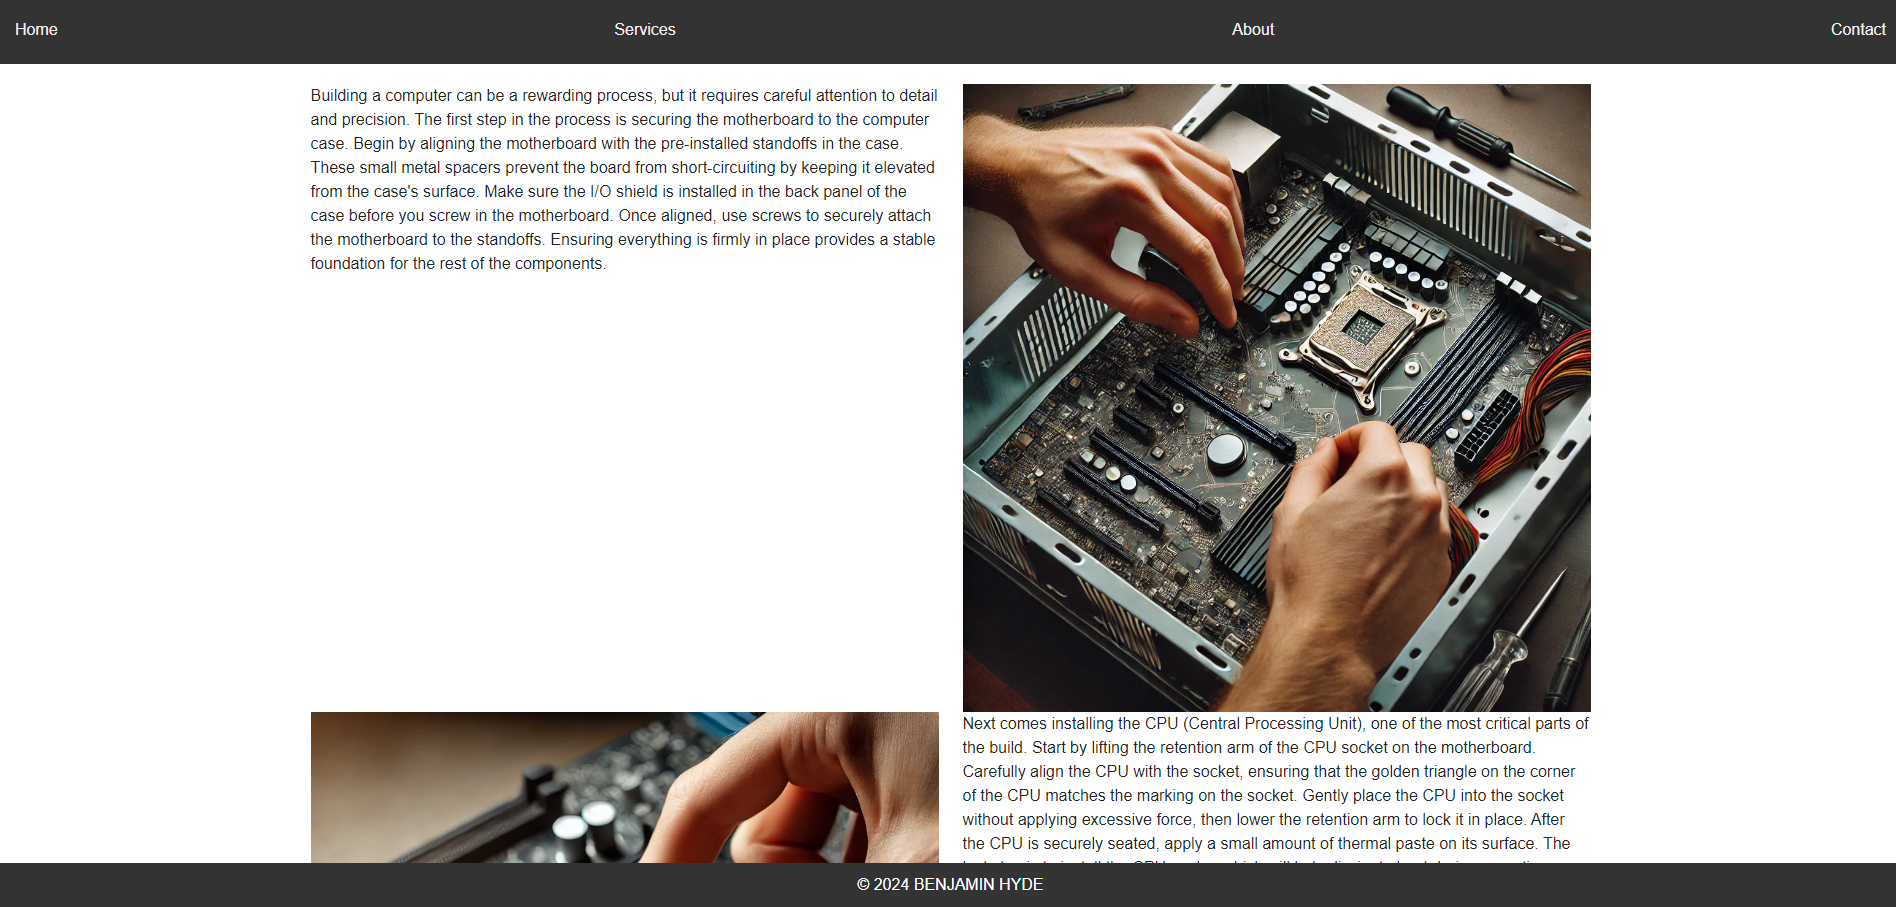 Home
Services
About
Contact
Building a computer can be a rewarding process, but it requires careful attention to detail
and precision. The first step in the process is securing the motherboard to the computer
case. Begin by aligning the motherboard with the pre-installed standoffs in the case.
These small metal spacers prevent the board from short-circuiting by keeping it elevated
from the case's surface. Make sure the I/O shield is installed in the back panel of the
case before you screw in the motherboard. Once aligned, use screws to securely attach
the motherboard to the standoffs. Ensuring everything is firmly in place provides a stable
foundation for the rest of the components.
Next comes installing the CPU (Central Processing Unit), one of the most critical parts of
the build. Start by lifting the retention arm of the CPU socket on the motherboard.
Carefully align the CPU with the socket, ensuring that the golden triangle on the corner
of the CPU matches the marking on the socket. Gently place the CPU into the socket
without applying excessive force, then lower the retention arm to lock it in place. After
the CPU is securely seated, apply a small amount of thermal paste on its surface. The
© 2024 BENJAMIN HYDE